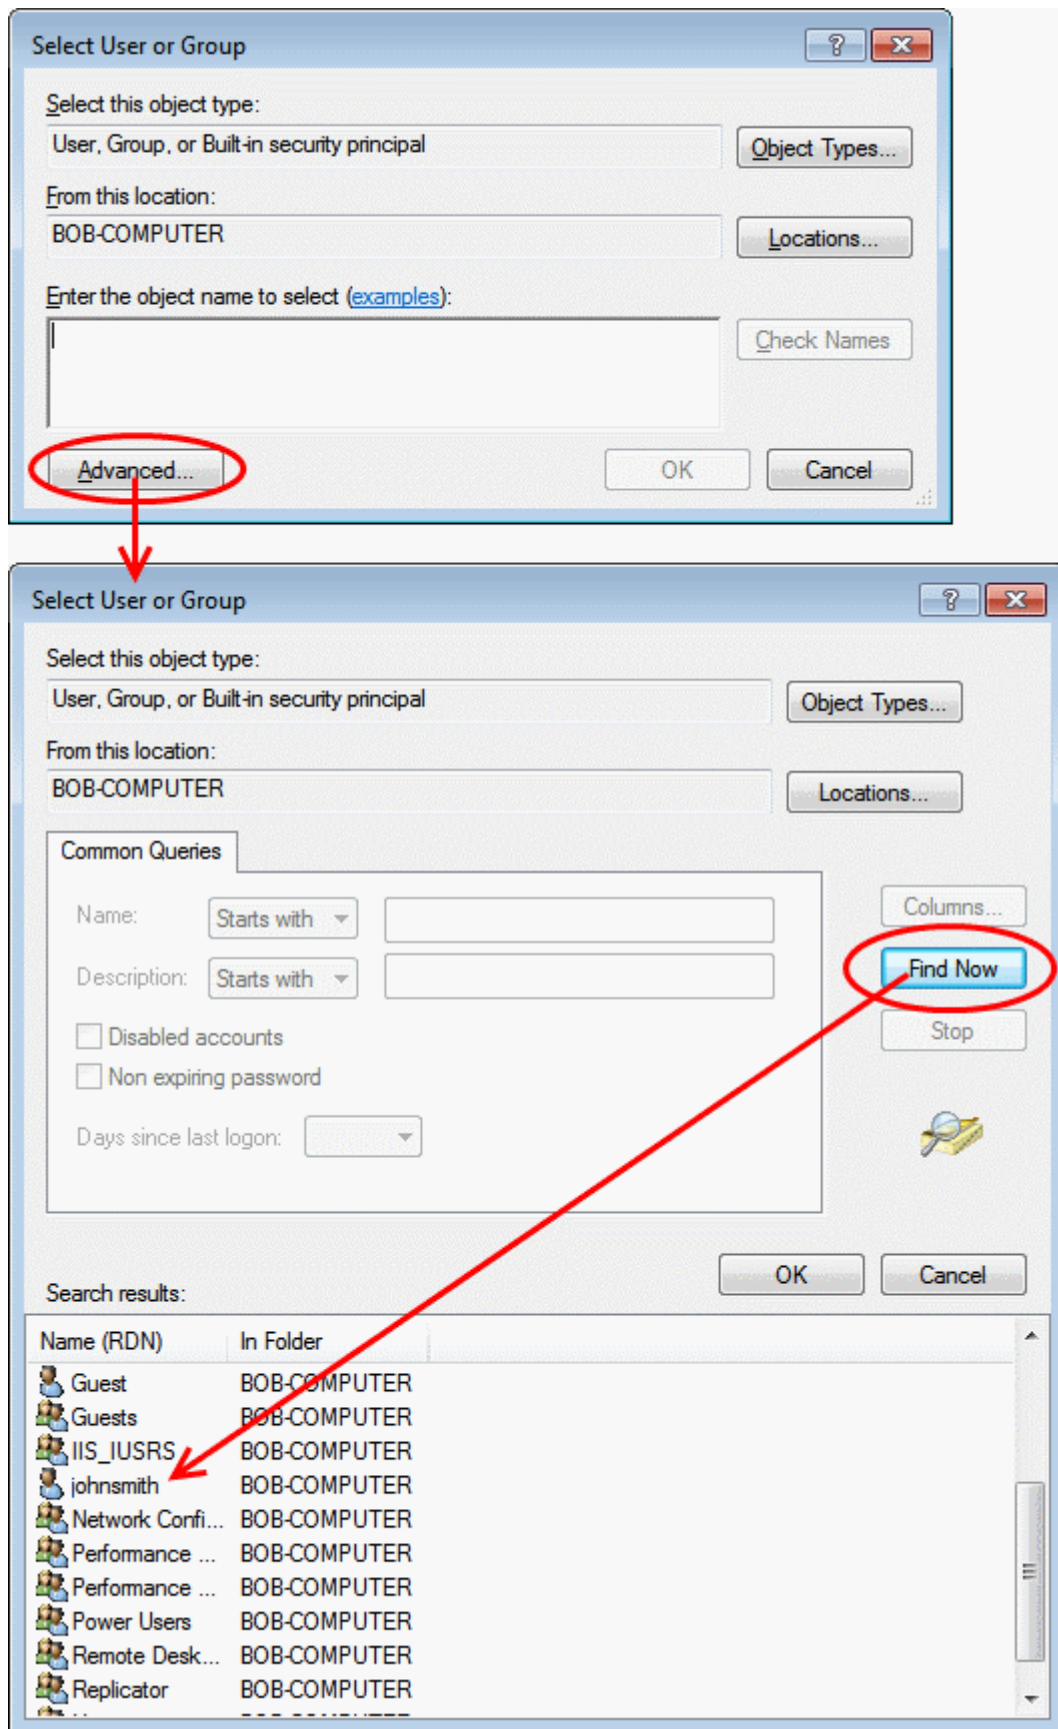 Select User or Group
Select this object type:
User, Group, or Built-in security principal
Object Types...
From this location:
BOB-COMPUTER
Locations...
Enter the object name to select (examples):
Check Names
Advanced...
OK
Cancel
Select User or Group
Select this object type:
User, Group, or Built-in security principal
Object Types...
From this location:
BOB-COMPUTER
Locations...
Common Queries
Name: Starts with
Columns...
Find Now
Description: Starts with
Stop
Disabled accounts
Non expiring password
Days since last logon:
OK
Cancel
Search results:
Name (RDN) In Folder
Guest BOB-COMPUTER
Guests BOB-COMPUTER
IIS_IUSRS BOB-COMPUTER
johnsmith BOB-COMPUTER
Network Confi... BOB-COMPUTER
Performance ... BOB-COMPUTER
Performance ... BOB-COMPUTER
Power Users BOB-COMPUTER
Remote Desk... BOB-COMPUTER
Replicator BOB-COMPUTER